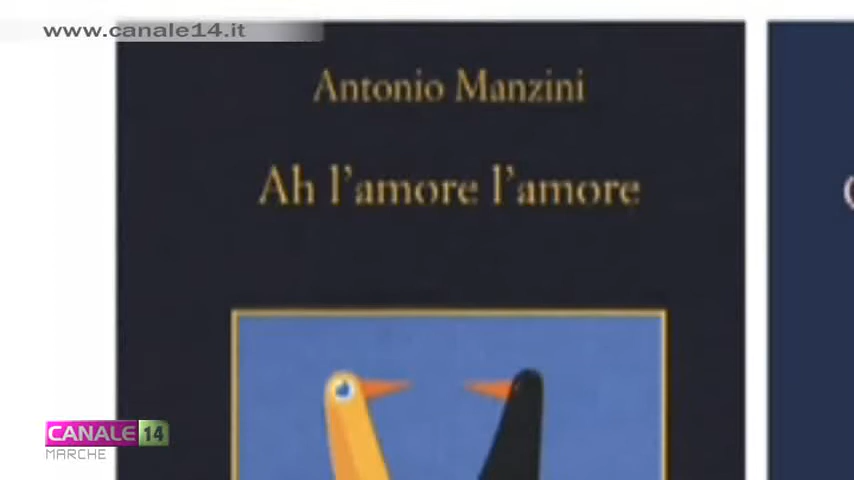 www.canale14.it
Antonio Manzini
Ah l'amore l'amore
CANALE 14
MARCHE